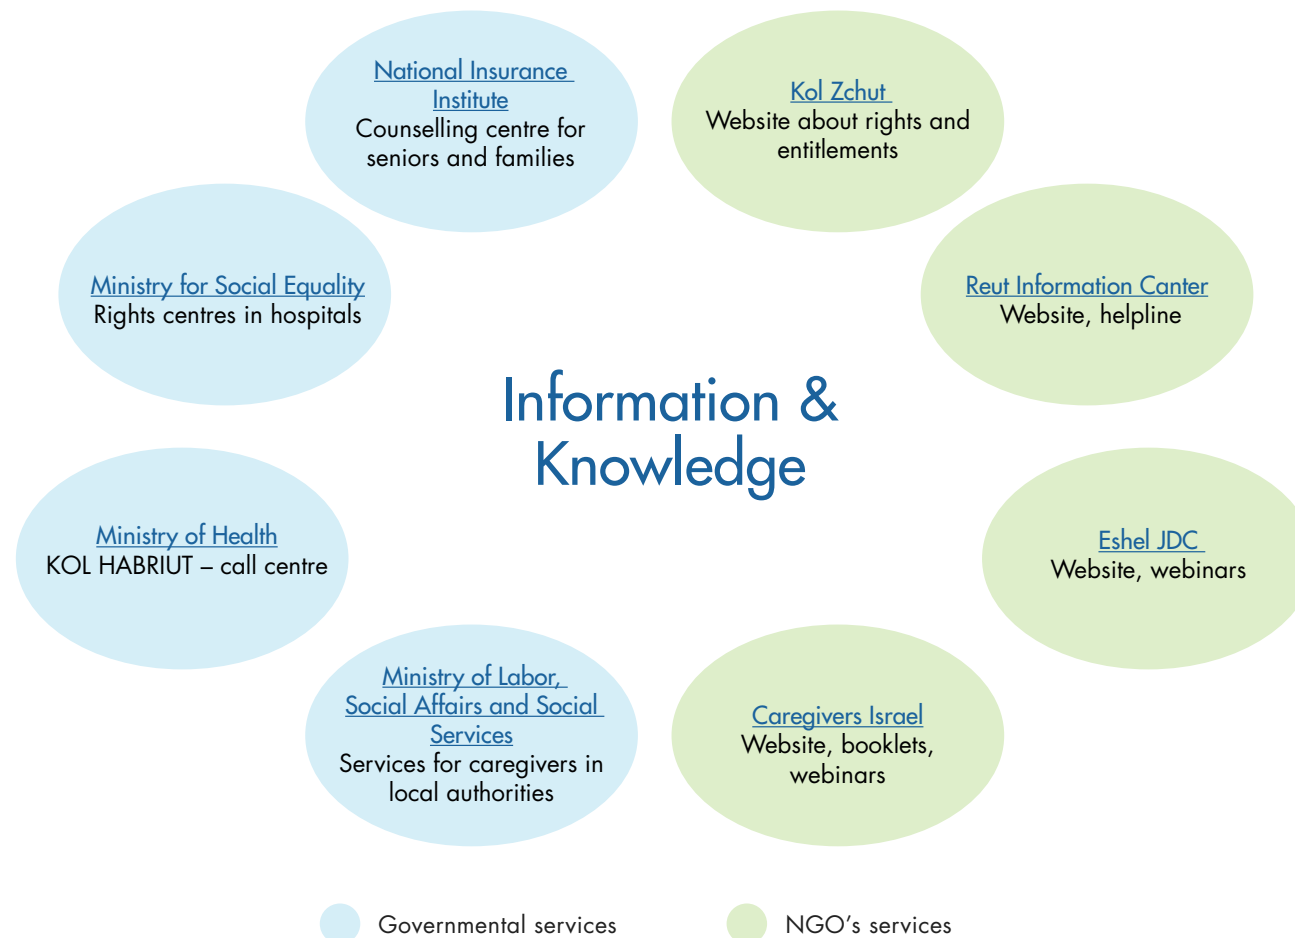 National Insurance
Institute
Counselling centre for
seniors and families
Kol Zchut
Website about rights and
entitlements
Ministry for Social Equality
Rights centres in hospitals
Reut Information Canter
Website, helpline
Information &
Knowledge
Ministry of Health
KOL HABRIUT – call centre
Eshel JDC
Website, webinars
Ministry of Labor,
Social Affairs and Social
Services
Services for caregivers in
local authorities
Caregivers Israel
Website, booklets,
webinars
Governmental services
NGO's services